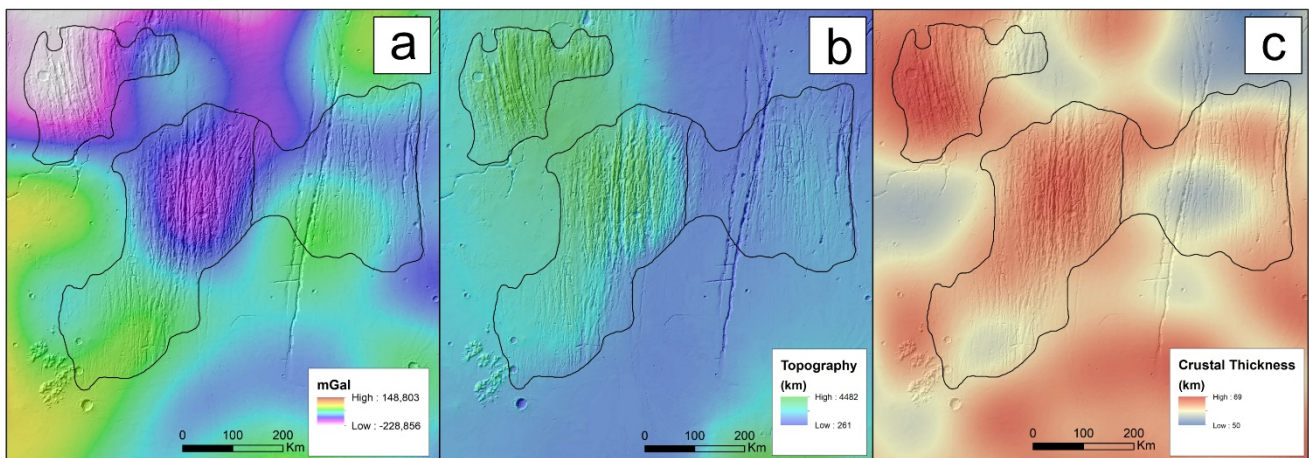 a
mGal
High : 148,803
Low : -228,856
0 100 200
Km
b
Topography
(km)
High : 4482
Low : 261
0 100 200
Km
c
Crustal Thickness
(km)
High : 69
Low : 50
0 100 200
Km